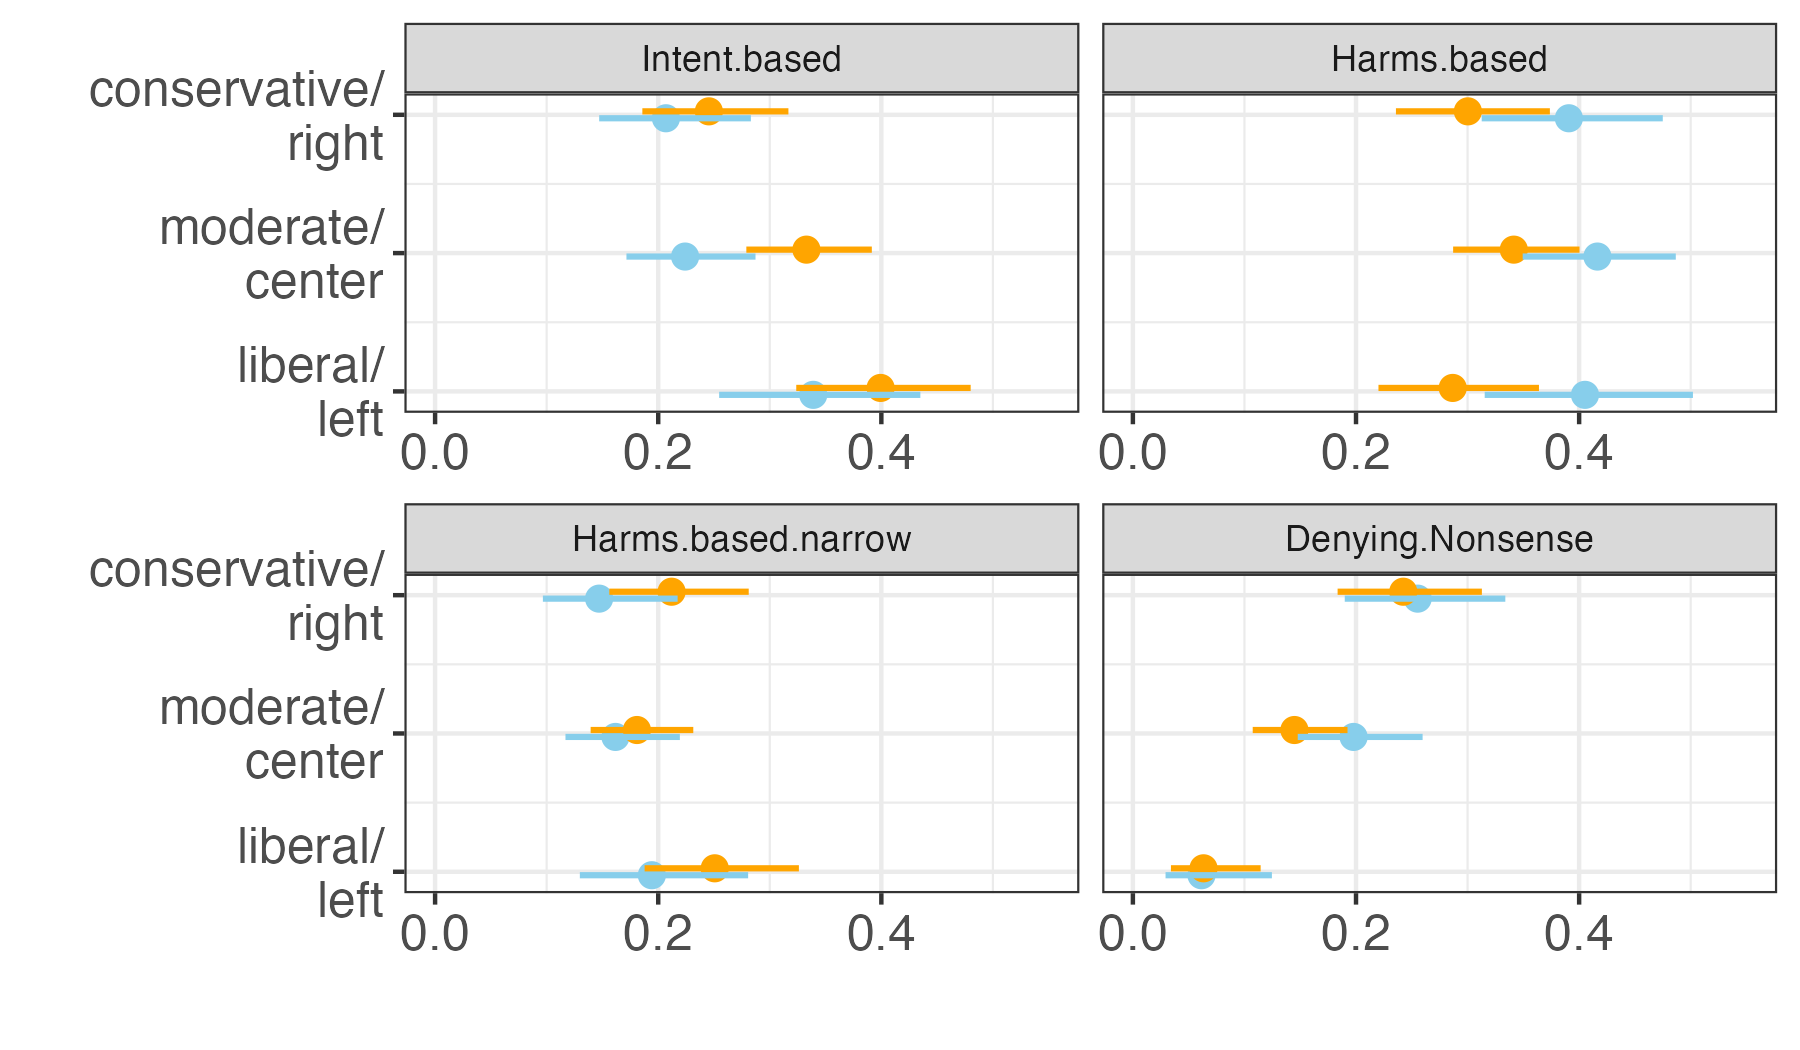 Intent.based
Harms.based
conservative/
right
moderate/
center
liberal/
left
0.0 0.2 0.4
0.0 0.2 0.4
Harms.based.narrow
Denying.Nonsense
conservative/
right
moderate/
center
liberal/
left
0.0 0.2 0.4
0.0 0.2 0.4